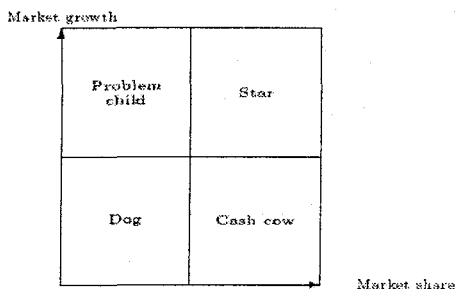 Market growth
Problem
child
Star
Dog
Cash cow
Market share